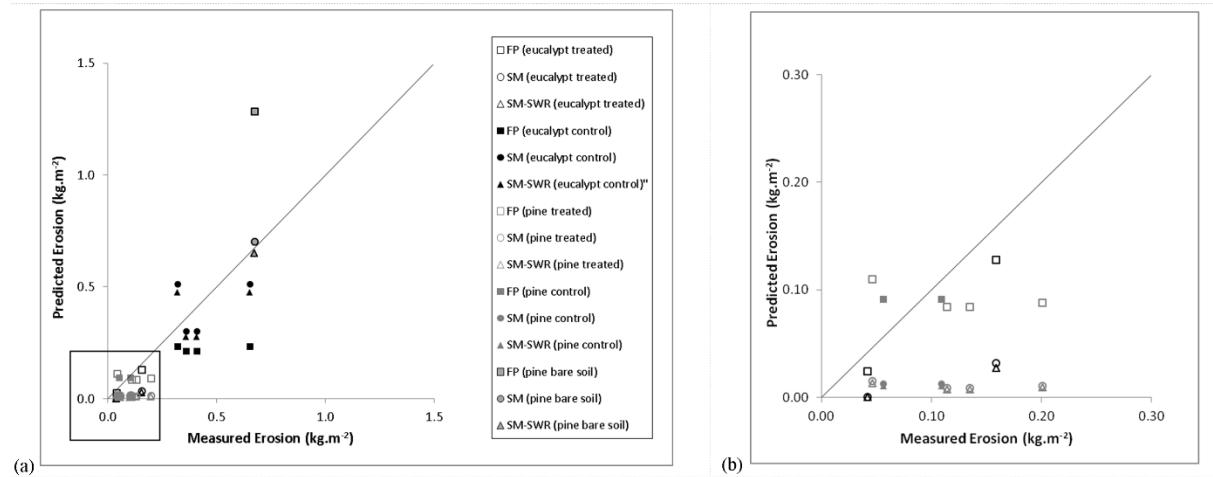 1.5
1.0
0.5
0.0
0.0
0.5
1.0
1.5
Predicted Erosion (kg.m-2)
Measured Erosion (kg.m-2)
FP (eucalypt treated)
SM (eucalypt treated)
SM-SWR (eucalypt treated)
FP (eucalypt control)
SM (eucalypt control)
SM-SWR (eucalypt control)"
FP (pine treated)
SM (pine treated)
SM-SWR (pine treated)
FP (pine control)
SM (pine control)
SM-SWR (pine control)
FP (pine bare soil)
SM (pine bare soil)
SM-SWR (pine bare soil)
(a)
0.30
0.20
0.10
0.00
0.00
0.10
0.20
0.30
Predicted Erosion (kg.m-2)
Measured Erosion (kg.m-2)
(b)